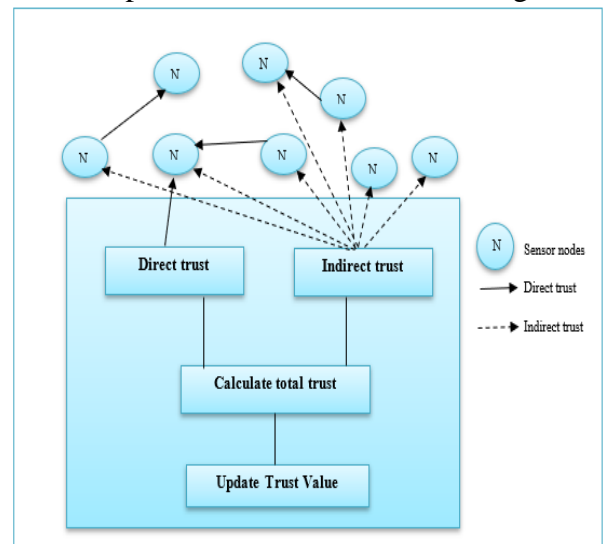 N
N
N
N
N
N
N
N
Direct trust
Indirect trust
Calculate total trust
Update Trust Value
N Sensor nodes
Direct trust
Indirect trust